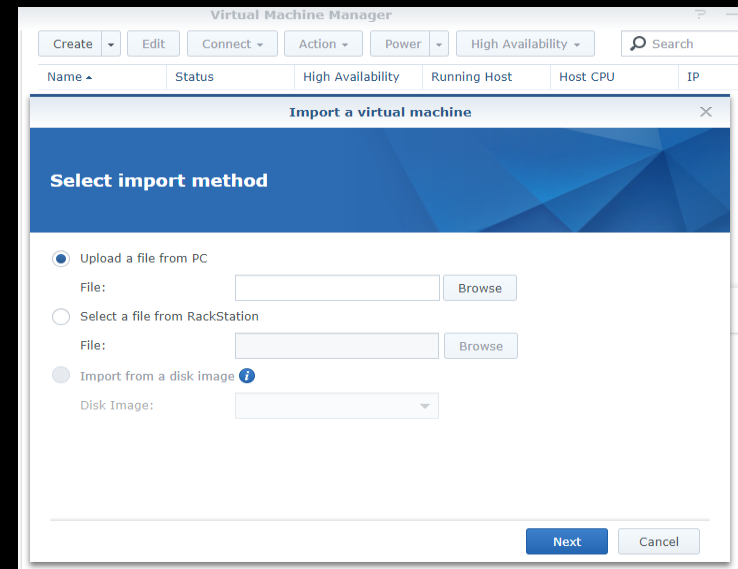 Virtual Machine Manager
Create Edit Connect Action Power High Availability Search
Name Status High Availability Running Host Host CPU IP
Import a virtual machine
Select import method
Upload a file from PC
File: Browse
Select a file from RackStation
File: Browse
Import from a disk image
Disk Image:
Next Cancel